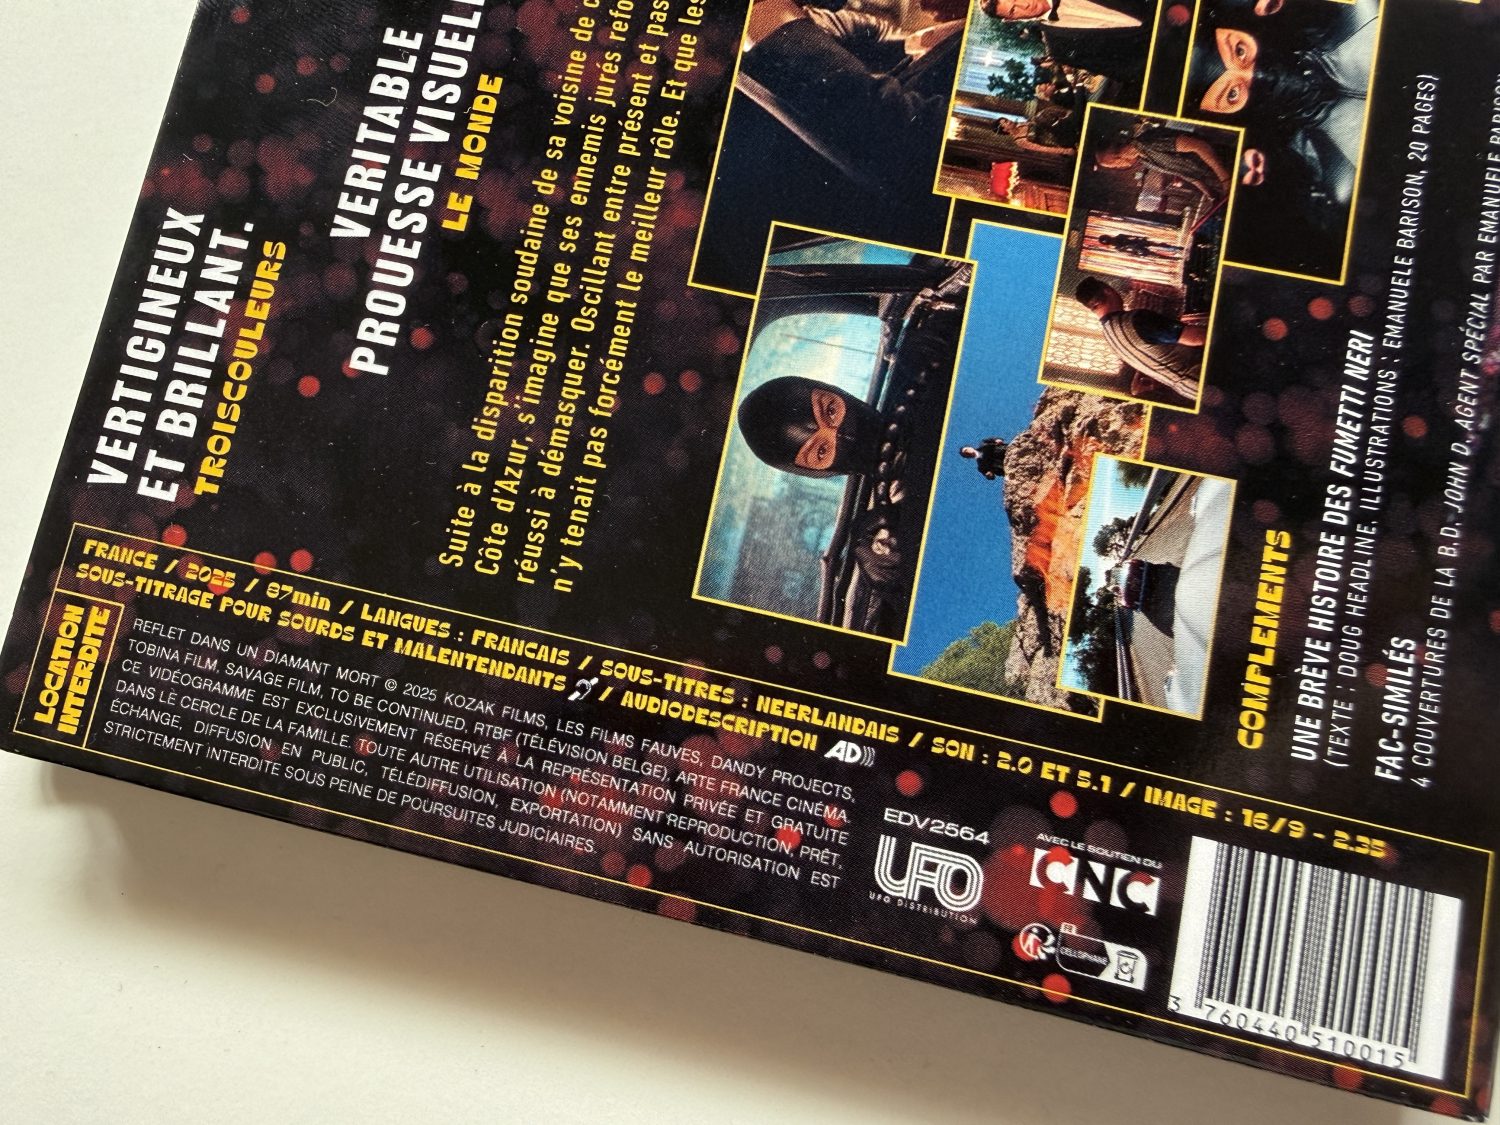 VERTIGINEUX
ET BRILLANT.
TROISCOULEURS
VERITABLE
PROUESSE VISUELL
LE MONDE
Suite à la disparition soudaine de sa voisine de c
Côte d'Azur, s'imagine que ses ennemis jurés refo
réussi à démasquer. Oscillant entre présent et pas
n'y tenait pas forcément le meilleur rôle. Et que les
COMPLEMENTS
UNE BRÈVE HISTOIRE DES FUMETTI NERI
(TEXTE : DOUG HEADLINE. ILLUSTRATIONS : EMANUELE BARISON, 20 PAGES)
FAC-SIMILÉS
4 COUVERTURES DE LA B.D. JOHN D. AGENT SPÉCIAL PAR EMANUELE BARISON
FRANCE / 2025 / 87min / LANGUES : FRANCAIS / SOUS-TITRES : NEERLANDAIS / SON : 2.0 ET 5.1 / IMAGE : 16/9 - 2.35
SOUS-TITRAGE POUR SOURDS ET MALENTENDANTS / AUDIODESCRIPTION AD
LOCATION
INTERDITE
REFLET DANS UN DIAMANT MORT © 2025 KOZAK FILMS, LES FILMS FAUVES, DANDY PROJECTS,
TOBINA FILM, SAVAGE FILM, TO BE CONTINUED, RTBF (TÉLÉVISION BELGE), ARTE FRANCE CINÉMA.
CE VIDÉOGRAMME EST EXCLUSIVEMENT RÉSERVÉ À LA REPRÉSENTATION PRIVÉE ET GRATUITE
DANS LE CERCLE DE LA FAMILLE. TOUTE AUTRE UTILISATION (NOTAMMENT REPRODUCTION, PRÊT,
ÉCHANGE, DIFFUSION EN PUBLIC, TÉLÉDIFFUSION, EXPORTATION) SANS AUTORISATION EST
STRICTEMENT INTERDITE SOUS PEINE DE POURSUITES JUDICIAIRES.
EDV2564
UFO
UFO DISTRIBUTION
AVEC LE SOUTIEN DU
CNC
FR
CELLOPHANE
3 760440 510015